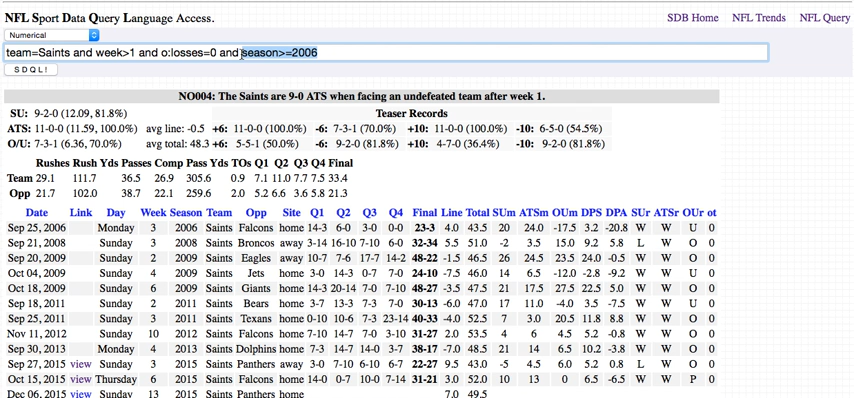 NFL Sport Data Query Language Access.
SDB Home NFL Trends NFL Query
Numerical
team=Saints and week>1 and o:losses=0 and season>=2006
S D Q L !
NO004: The Saints are 9-0 ATS when facing an undefeated team after week 1.
SU: 9-2-0 (12.09, 81.8%) Teaser Records
ATS: 11-0-0 (11.59, 100.0%) avg line: -0.5 +6: 11-0-0 (100.0%) -6: 7-3-1 (70.0%) +10: 11-0-0 (100.0%) -10: 6-5-0 (54.5%)
O/U: 7-3-1 (6.36, 70.0%) avg total: 48.3 +6: 5-5-1 (50.0%) -6: 9-2-0 (81.8%) +10: 4-7-0 (36.4%) -10: 9-2-0 (81.8%)
Rushes Rush Yds Passes Comp Pass Yds TOs Q1 Q2 Q3 Q4 Final
Team 29.1 111.7 36.5 26.9 305.6 0.9 7.1 11.0 7.7 7.5 33.4
Opp 21.7 102.0 38.7 22.1 259.6 2.0 5.2 6.6 3.6 5.8 21.3
Date Link Day Week Season Team Opp Site Q1 Q2 Q3 Q4 Final Line Total SUm ATSm OUm DPS DPA SUr ATSr OUr ot
Sep 25, 2006 Monday 3 2006 Saints Falcons home 14-3 6-0 3-0 0-0 23-3 4.0 43.5 20 24.0 -17.5 3.2 -20.8 W W U 0
Sep 21, 2008 Sunday 3 2008 Saints Broncos away 3-14 16-10 7-10 6-0 32-34 5.5 51.0 -2 3.5 15.0 9.2 5.8 L W O 0
Sep 20, 2009 Sunday 2 2009 Saints Eagles away 10-7 7-6 17-7 14-2 48-22 -1.5 46.5 26 24.5 23.5 24.0 -0.5 W W O 0
Oct 04, 2009 Sunday 4 2009 Saints Jets home 3-0 14-3 0-7 7-0 24-10 -7.5 46.0 14 6.5 -12.0 -2.8 -9.2 W W U 0
Oct 18, 2009 Sunday 6 2009 Saints Giants home 14-3 20-14 7-0 7-10 48-27 -3.5 47.5 21 17.5 27.5 22.5 5.0 W W O 0
Sep 18, 2011 Sunday 2 2011 Saints Bears home 3-7 13-3 7-3 7-0 30-13 -6.0 47.0 17 11.0 -4.0 3.5 -7.5 W W U 0
Sep 25, 2011 Sunday 3 2011 Saints Texans home 0-10 10-6 7-3 23-14 40-33 -4.0 52.5 7 3.0 20.5 11.8 8.8 W W O 0
Nov 11, 2012 Sunday 10 2012 Saints Falcons home 7-10 14-7 7-0 3-10 31-27 2.0 53.5 4 6 4.5 5.2 -0.8 W W O 0
Sep 30, 2013 Monday 4 2013 Saints Dolphins home 7-3 14-7 14-0 3-7 38-17 -7.0 48.5 21 14 6.5 10.2 -3.8 W W O 0
Sep 27, 2015 view Sunday 3 2015 Saints Panthers away 3-0 7-10 6-10 6-7 22-27 9.5 43.0 -5 4.5 6.0 5.2 0.8 L W O 0
Oct 15, 2015 view Thursday 6 2015 Saints Falcons home 14-0 0-7 10-0 7-14 31-21 3.0 52.0 10 13 0 6.5 -6.5 W W P 0
Dec 06, 2015 view Sunday 13 2015 Saints Panthers home 7.0 49.5